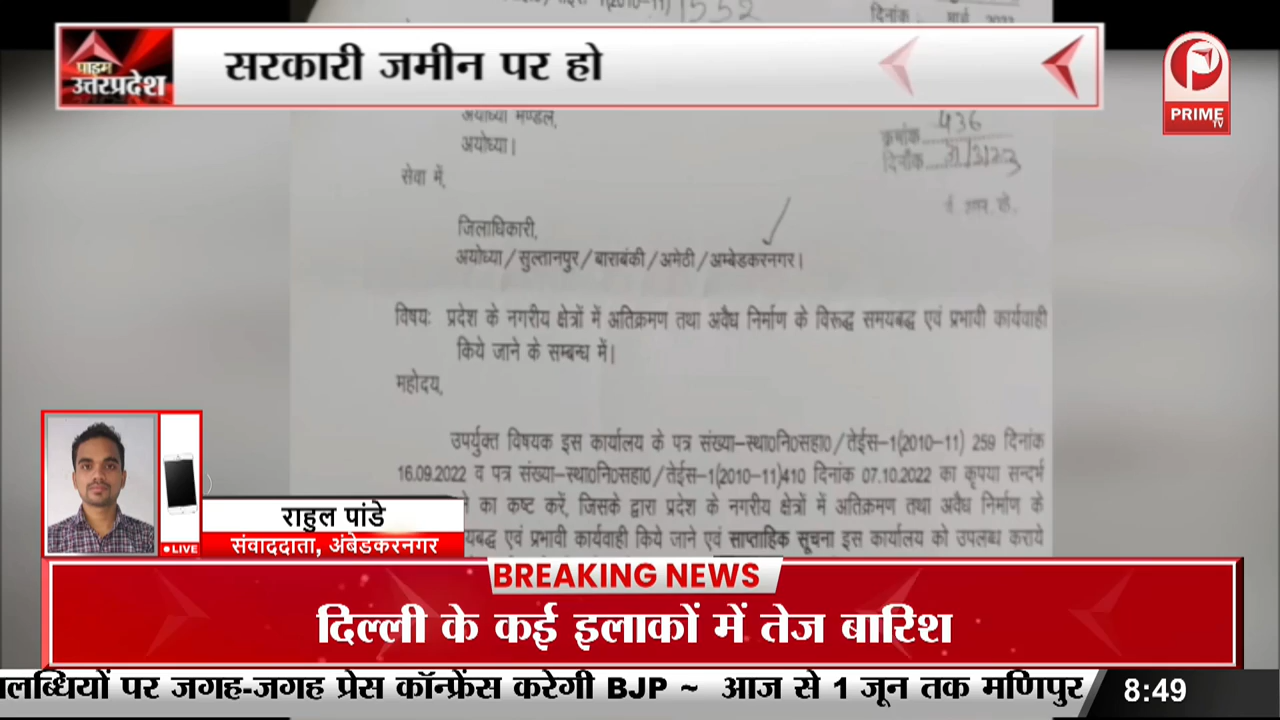 1552
दिनांक : मार्च 2023
सरकारी जमीन पर हो
प्राइम
उत्तरप्रदेश
PRIME
TV
अयोध्या मण्डल,
अयोध्या।
क्रमांक 436
दिनाँक
सेवा में,
जिलाधिकारी,
अयोध्या/सुल्तानपुर/बाराबंकी/अमेठी/अम्बेडकरनगर।
विषयः प्रदेश के नगरीय क्षेत्रों में अतिक्रमण तथा अवैध निर्माण के विरूद्ध समयबद्ध एवं प्रभावी कार्यवाही
किये जाने के सम्बन्ध में।
महोदय,
उपर्युक्त विषयक इस कार्यालय के पत्र संख्या-स्था0नि0सहा0/तेईस-1(2010-11) 259 दिनांक
16.09.2022 व पत्र संख्या-स्था0नि0सहा0/तेईस-1(2010-11)410 दिनांक 07.10.2022 का कृपया सन्दर्भ
का कष्ट करें, जिसके द्वारा प्रदेश के नगरीय क्षेत्रों में अतिक्रमण तथा अवैध निर्माण के
एवं प्रभावी कार्यवाही किये जाने एवं साप्ताहिक सूचना इस कार्यालय को उपलब्ध कराये
LIVE
राहुल पांडे
संवाददाता, अंबेडकरनगर
BREAKING NEWS
दिल्ली के कई इलाकों में तेज बारिश
लब्धियों पर जगह-जगह प्रेस कॉन्फ्रेंस करेगी BJP ~ आज से 1 जून तक मणिपुर
8:49